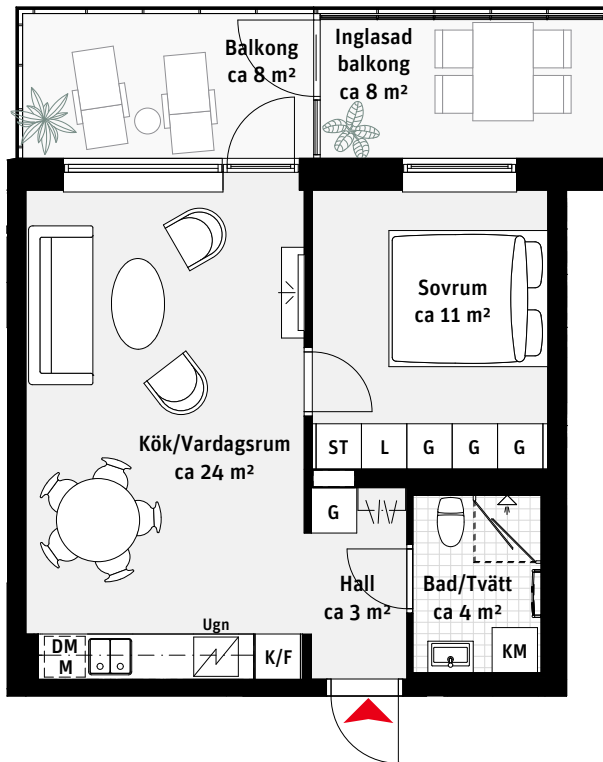 Balkong
ca 8 m²
Inglasad
balkong
ca 8 m²
Sovrum
ca 11 m²
Kök/Vardagsrum
ca 24 m²
ST L G G G
G
Hall
ca 3 m²
Bad/Tvätt
ca 4 m²
Ugn
DM
M
K/F
KM